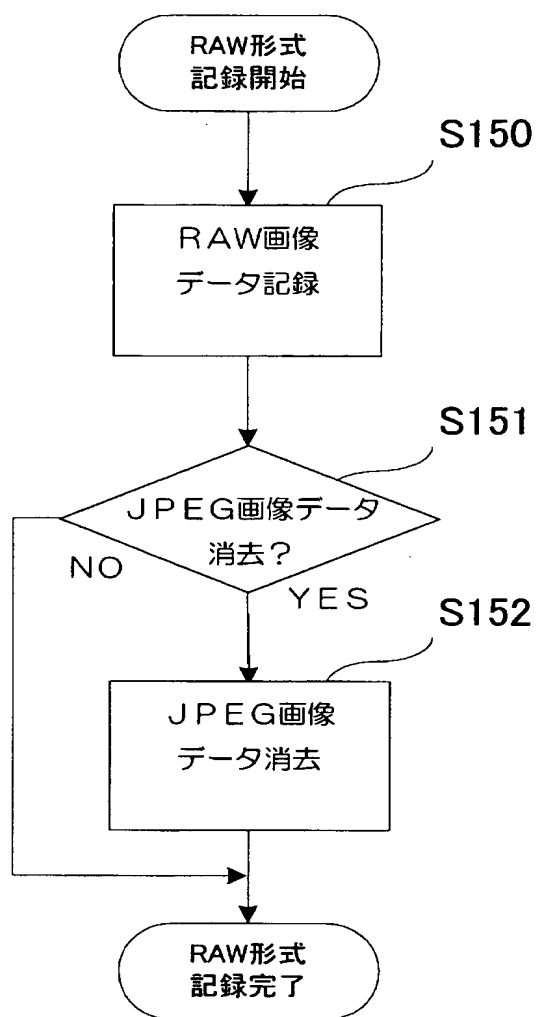 RAW形式
記録開始
S150
RAW画像
データ記録
S151
JPEG画像データ
消去?
NO
YES
S152
JPEG画像
データ消去
RAW形式
記録完了